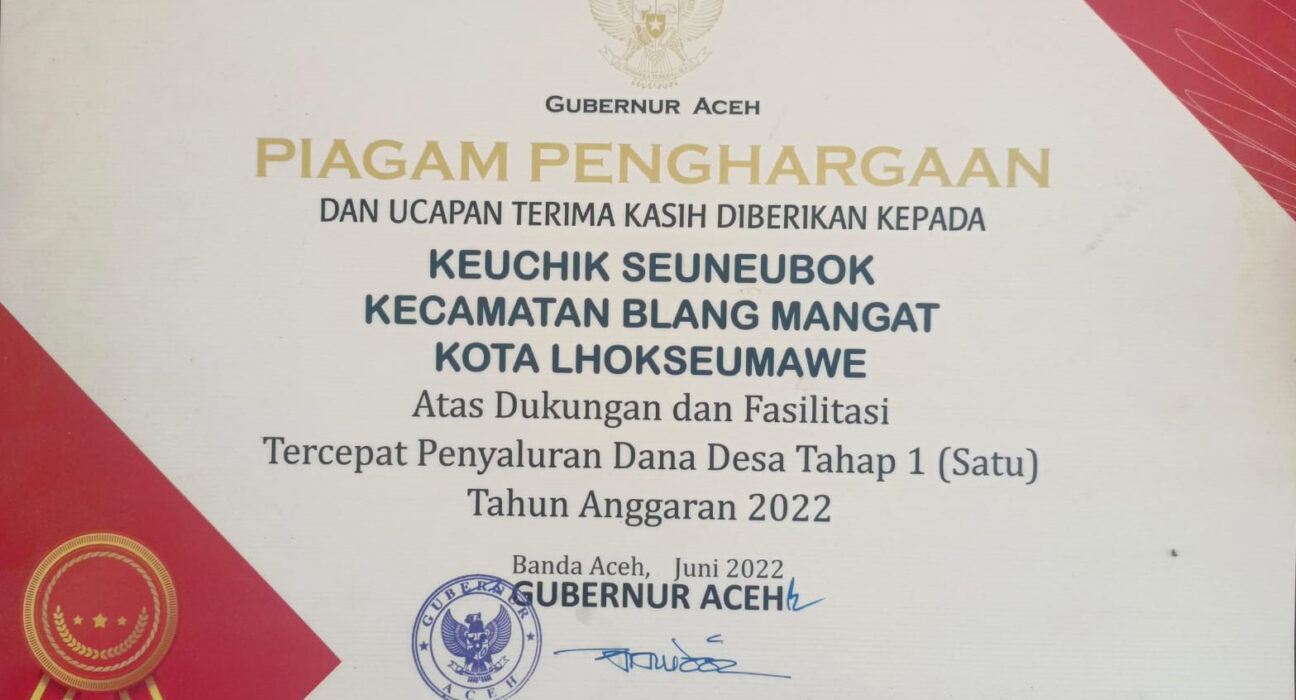 GUBERNUR ACEH
PIAGAM PENGHARGAAN
DAN UCAPAN TERIMA KASIH DIBERIKAN KEPADA
KEUCHIK SEUNEUBOK
KECAMATAN BLANG MANGAT
KOTA LHOKSEUMAWE
Atas Dukungan dan Fasilitasi
Tercepat Penyaluran Dana Desa Tahap 1 (Satu)
Tahun Anggaran 2022
Banda Aceh, Juni 2022
GUBERNUR ACEH
GUBERNUR
ACEH